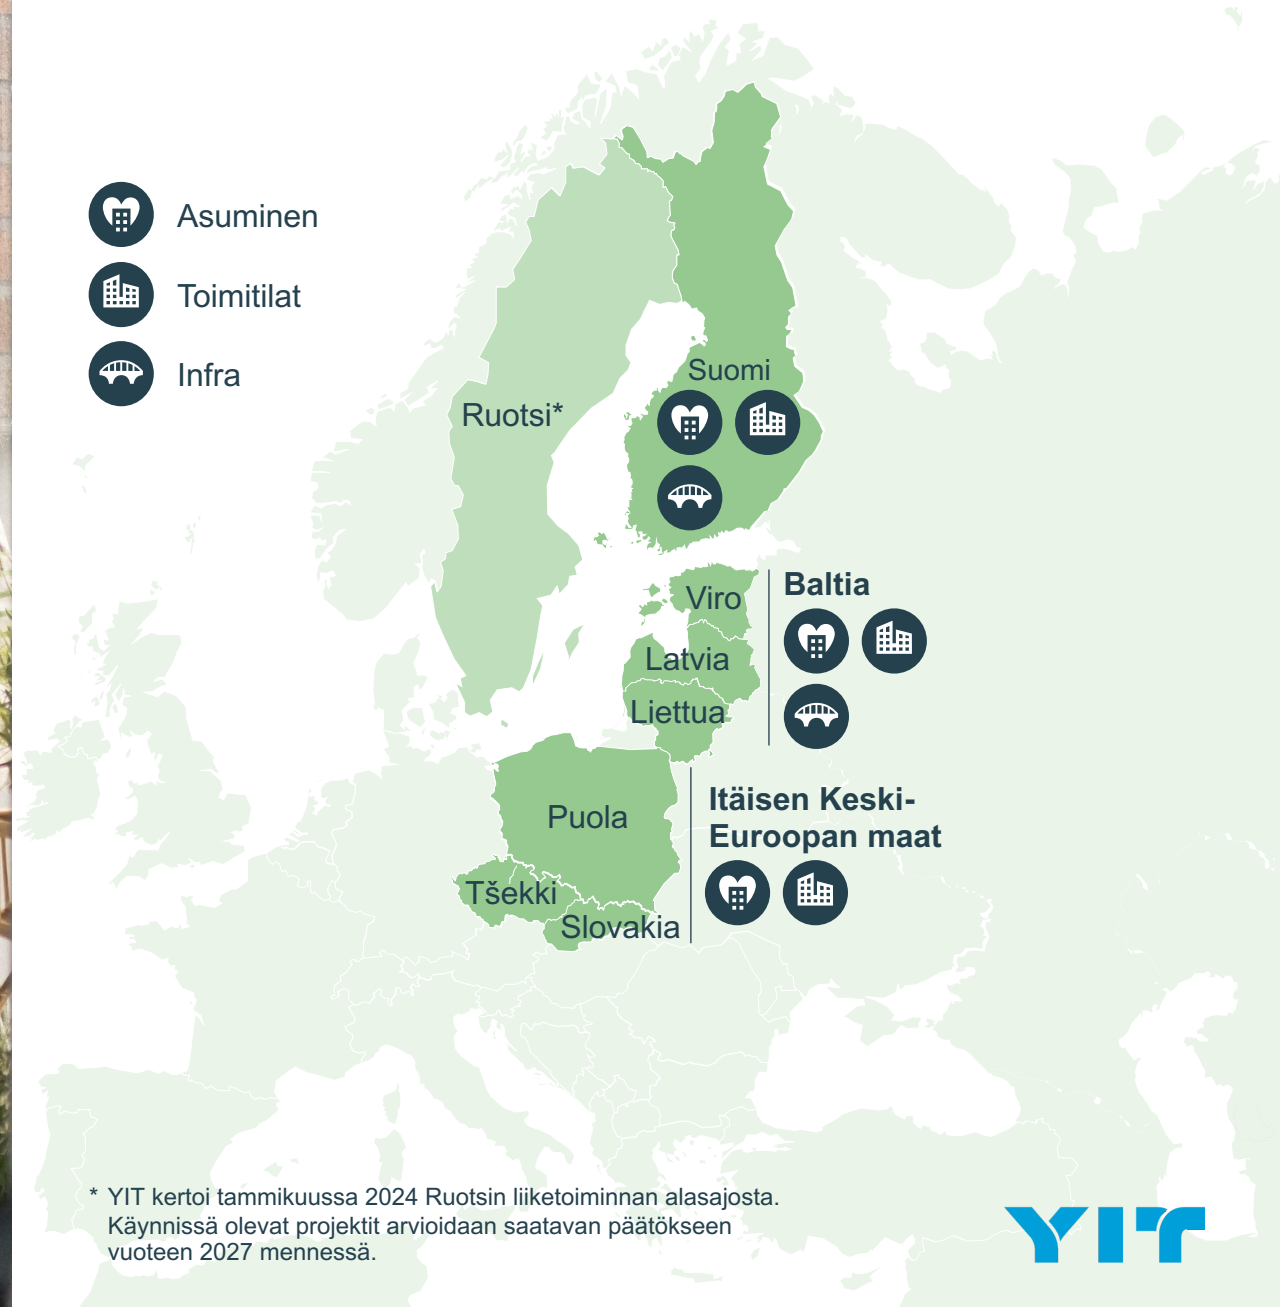 Asuminen
Toimitilat
Infra
Suomi
Ruotsi*
Viro
Baltia
Latvia
Liettua
Puola
Itäisen Keski-
Euroopan maat
Tšekki
Slovakia
* YIT kertoi tammikuussa 2024 Ruotsin liiketoiminnan alasajosta.
Käynnissä olevat projektit arvioidaan saatavan päätökseen
vuoteen 2027 mennessä.
YIT